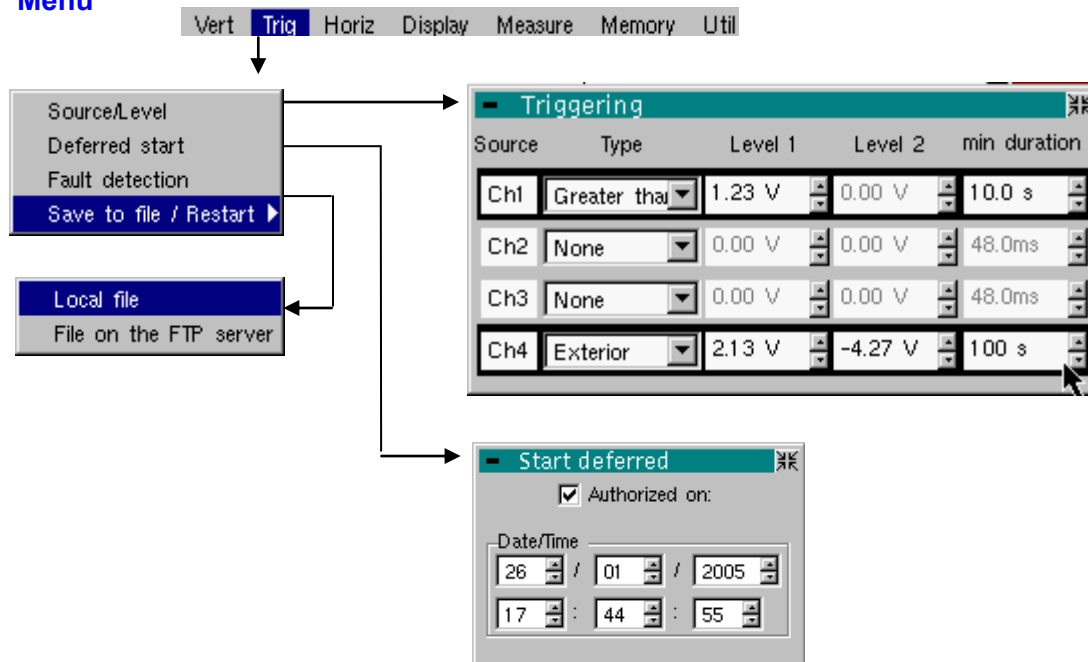 Menu
Vert Trig Horiz Display Measure Memory Util
Source/Level
Deferred start
Fault detection
Save to file / Restart
Local file
File on the FTP server
Triggering
Source Type Level 1 Level 2 min duration
Ch1 Greater tha 1.23 V 0.00 V 10.0 s
Ch2 None 0.00 V 0.00 V 48.0ms
Ch3 None 0.00 V 0.00 V 48.0ms
Ch4 Exterior 2.13 V -4.27 V 100 s
Start deferred
Authorized on:
Date/Time
26 / 01 / 2005
17 : 44 : 55